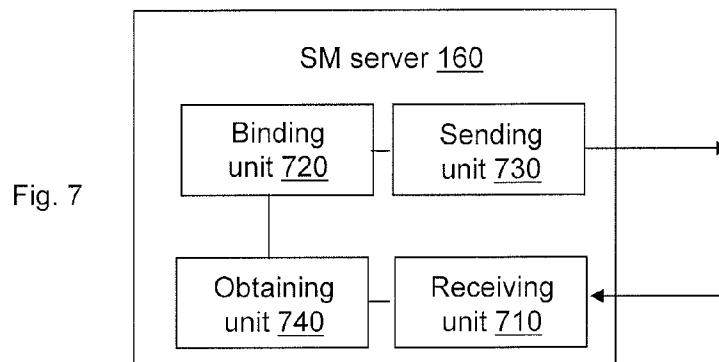 SM server 160
Binding
unit 720
Sending
unit 730
Fig. 7
Obtaining
unit 740
Receiving
unit 710